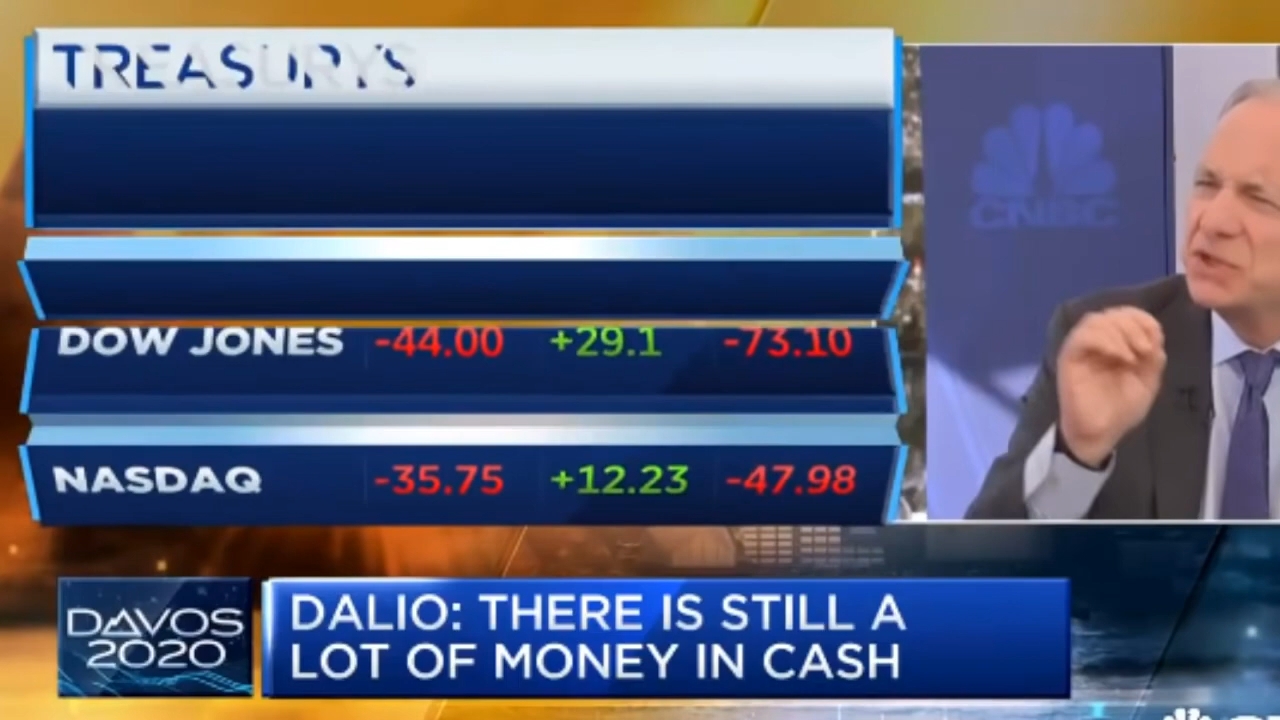 TREASURYS
CNBC
DOW JONES -44.00 +29.1 -73.10
NASDAQ -35.75 +12.23 -47.98
DAVOS
2020
DALIO: THERE IS STILL A
LOT OF MONEY IN CASH